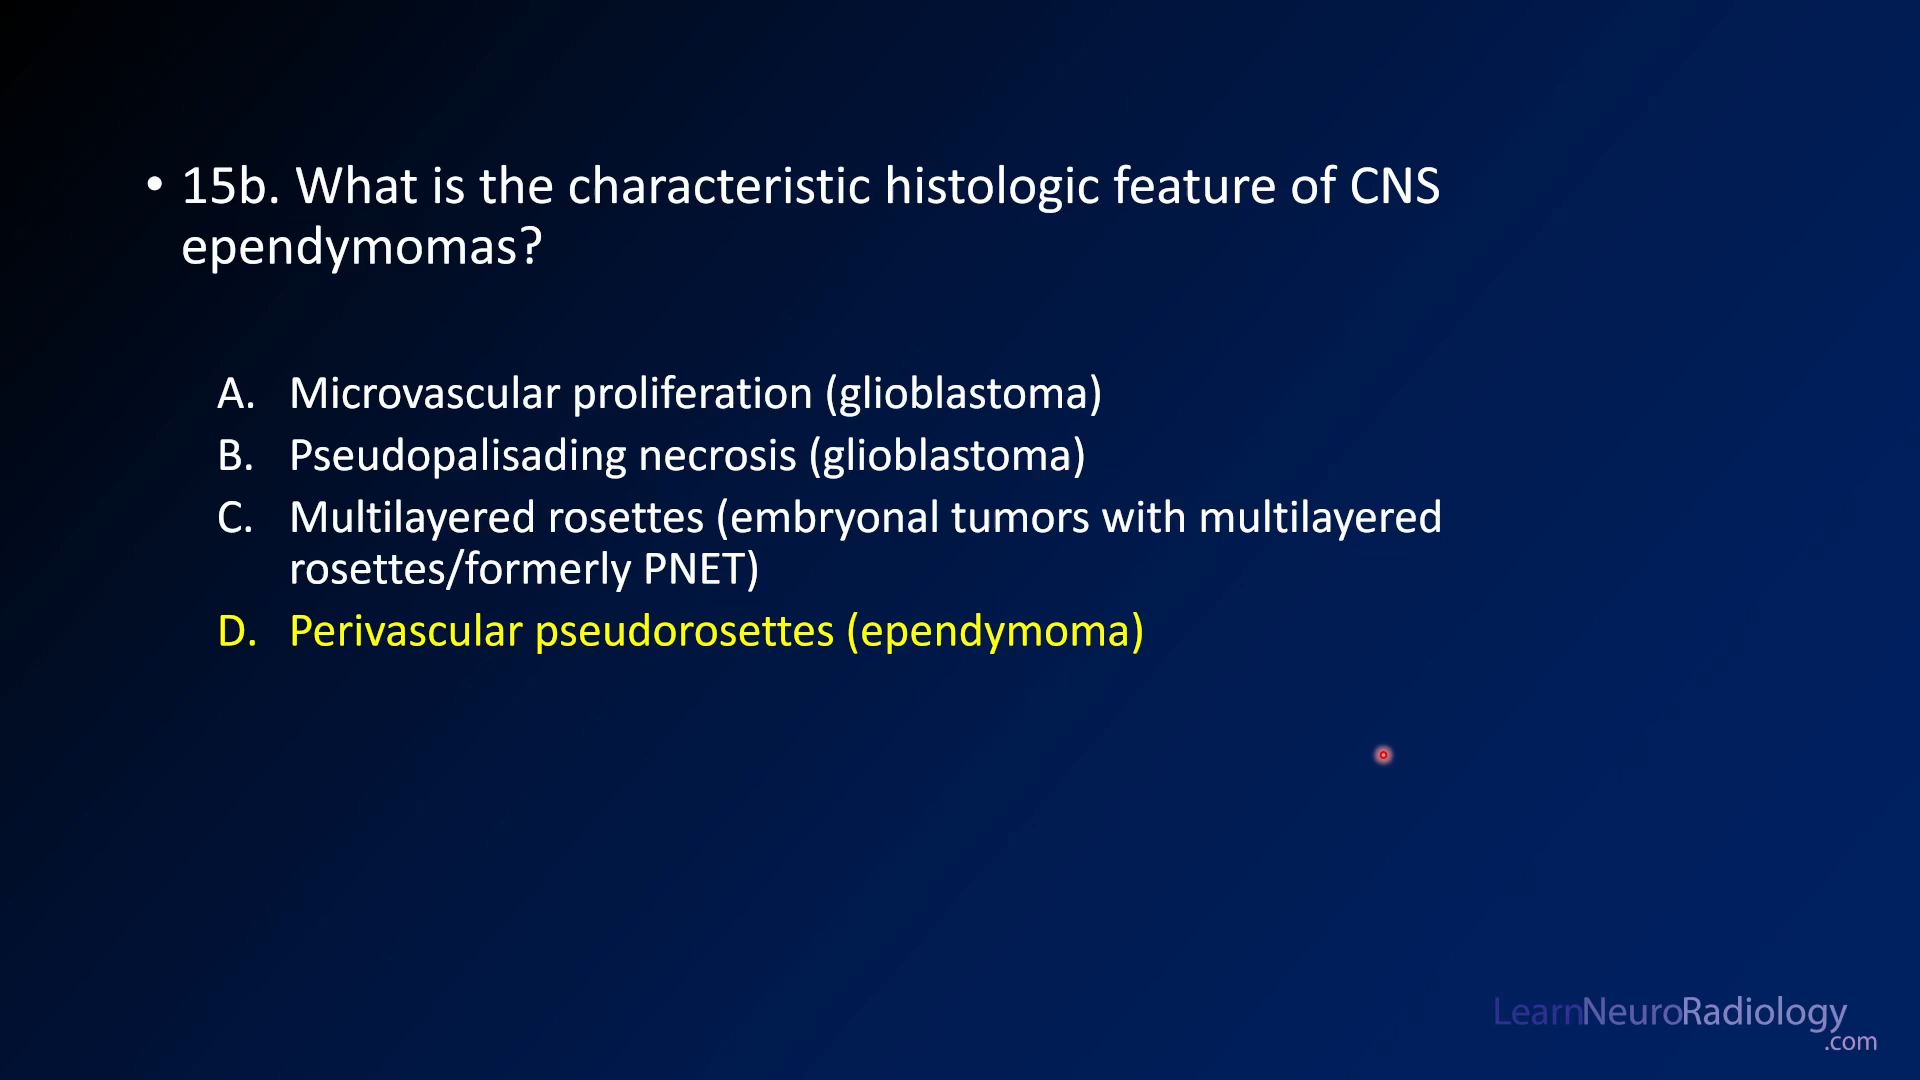 • 15b. What is the characteristic histologic feature of CNS
ependymomas?
A. Microvascular proliferation (glioblastoma)
B. Pseudopalisading necrosis (glioblastoma)
C. Multilayered rosettes (embryonal tumors with multilayered
rosettes/formerly PNET)
D. Perivascular pseudorosettes (ependymoma)
LearnNeuroRadiology
.com